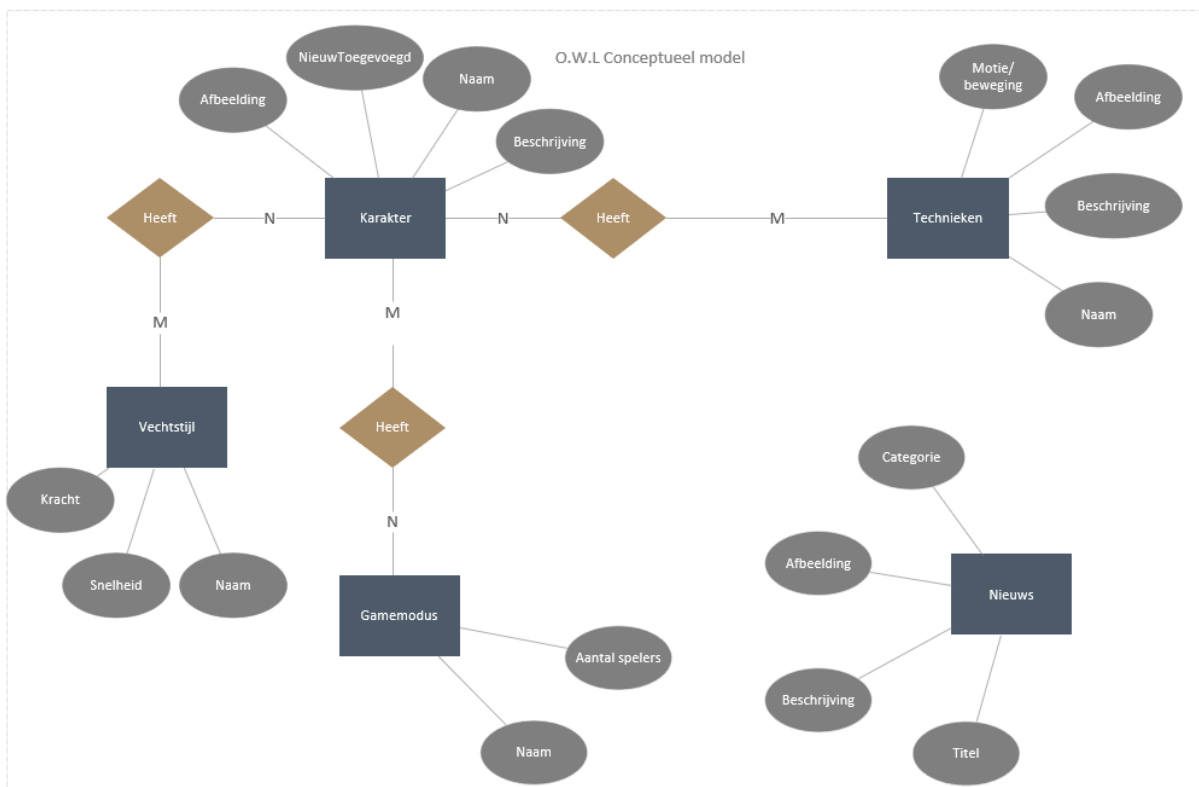 O.W.L Conceptueel model
NieuwToegevoegd
Naam
Afbeelding
Beschrijving
Motie/
beweging
Afbeelding
Beschrijving
Naam
Heeft
N
Karakter
N
Heeft
M
Technieken
M
M
Vechtstijl
Kracht
Snelheid
Naam
Heeft
N
Gamemodus
Aantal spelers
Naam
Categorie
Afbeelding
Nieuws
Beschrijving
Titel